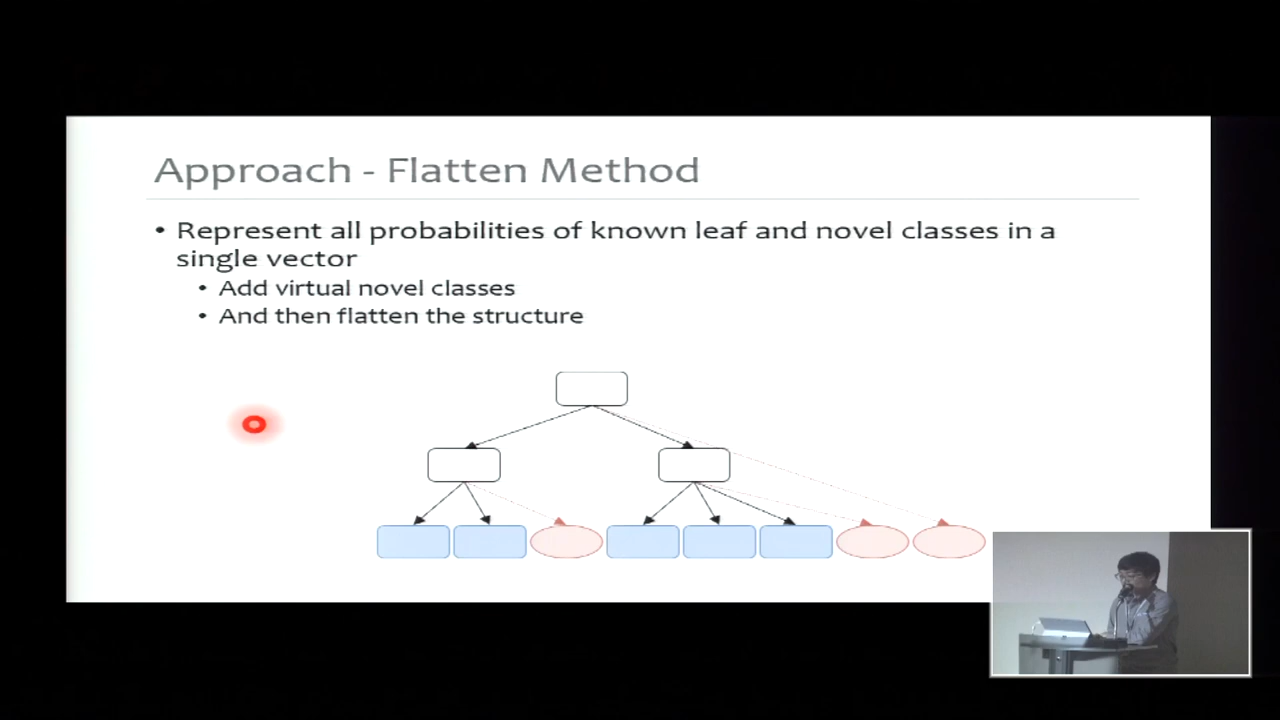 Approach - Flatten Method
• Represent all probabilities of known leaf and novel classes in a
single vector
• Add virtual novel classes
• And then flatten the structure